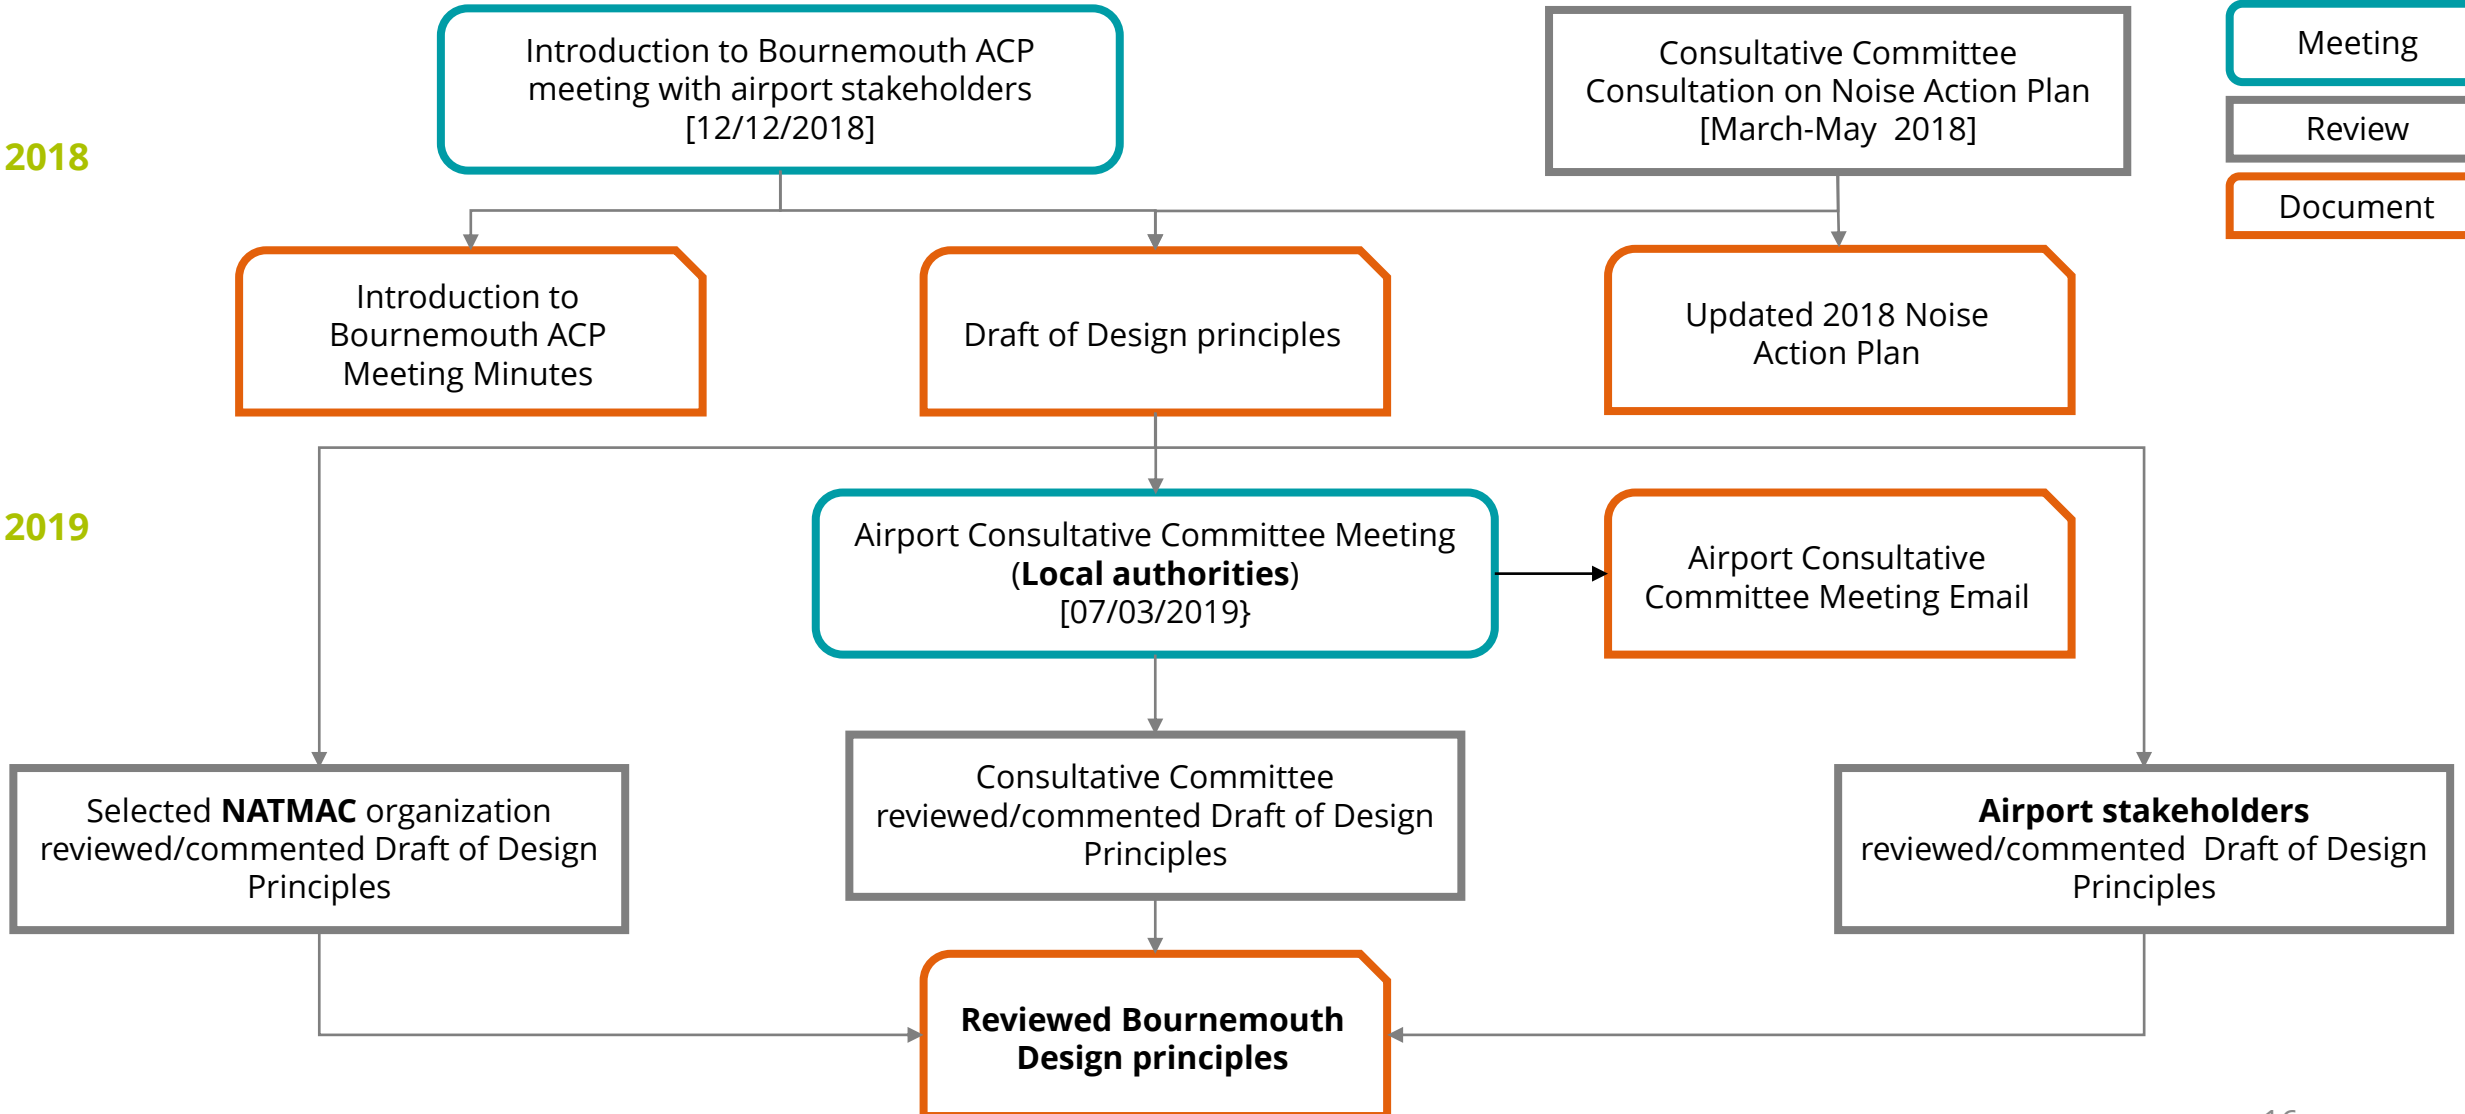 Introduction to Bournemouth ACP
meeting with airport stakeholders
[12/12/2018]
Consultative Committee
Consultation on Noise Action Plan
[March-May  2018]
Meeting
Review
Document
2018
Introduction to
Bournemouth ACP
Meeting Minutes
Draft of Design principles
Updated 2018 Noise
Action Plan
2019
Airport Consultative Committee Meeting
(Local authorities)
[07/03/2019}
Airport Consultative
Committee Meeting Email
Selected NATMAC organization
reviewed/commented Draft of Design
Principles
Consultative Committee
reviewed/commented Draft of Design
Principles
Airport stakeholders
reviewed/commented  Draft of Design
Principles
Reviewed Bournemouth
Design principles